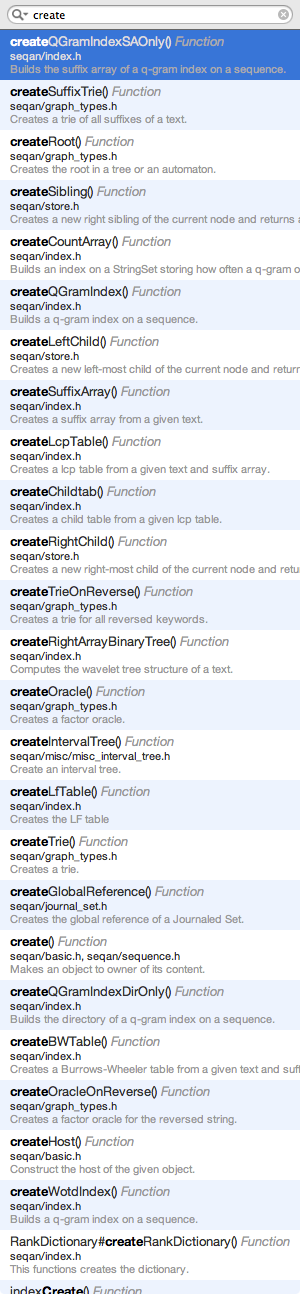 create
createQGramIndexSAOnly() Function
seqan/index.h
Builds the suffix array of a q-gram index on a sequence.
createSuffixTrie() Function
seqan/graph_types.h
Creates a trie of all suffixes of a text.
createRoot() Function
seqan/graph_types.h
Creates the root in a tree or an automaton.
createSibling() Function
seqan/store.h
Creates a new right sibling of the current node and returns
createCountArray() Function
seqan/index.h
Builds an index on a StringSet storing how often a q-gram
createQGramIndex() Function
seqan/index.h
Builds a q-gram index on a sequence.
createLeftChild() Function
seqan/store.h
Creates a new left-most child of the current node and return
createSuffixArray() Function
seqan/index.h
Creates a suffix array from a given text.
createLcpTable() Function
seqan/index.h
Creates a lcp table from a given text and suffix array.
createChildtab() Function
seqan/index.h
Creates a child table from a given lcp table.
createRightChild() Function
seqan/store.h
Creates a new right-most child of the current node and retu
createTrieOnReverse() Function
seqan/graph_types.h
Creates a trie for all reversed keywords.
createRightArrayBinaryTree() Function
seqan/index.h
Computes the wavelet tree structure of a text.
createOracle() Function
seqan/graph_types.h
Creates a factor oracle.
createIntervalTree() Function
seqan/misc/misc_interval_tree.h
Create an interval tree.
createLfTable() Function
seqan/index.h
Creates the LF table
createTrie() Function
seqan/graph_types.h
Creates a trie.
createGlobalReference() Function
seqan/journal_set.h
Creates the global reference of a Journaled Set.
create() Function
seqan/basic.h, seqan/sequence.h
Makes an object to owner of its content.
createQGramIndexDirOnly() Function
seqan/index.h
Builds the directory of a q-gram index on a sequence.
createBWTable() Function
seqan/index.h
Creates a Burrows-Wheeler table from a given text and suff
createOracleOnReverse() Function
seqan/graph_types.h
Creates a factor oracle for the reversed string.
createHost() Function
seqan/basic.h
Construct the host of the given object.
createWotdIndex() Function
seqan/index.h
Builds a q-gram index on a sequence.
RankDictionary#createRankDictionary() Function
seqan/index.h
This functions creates the dictionary.
indexCreate() Function